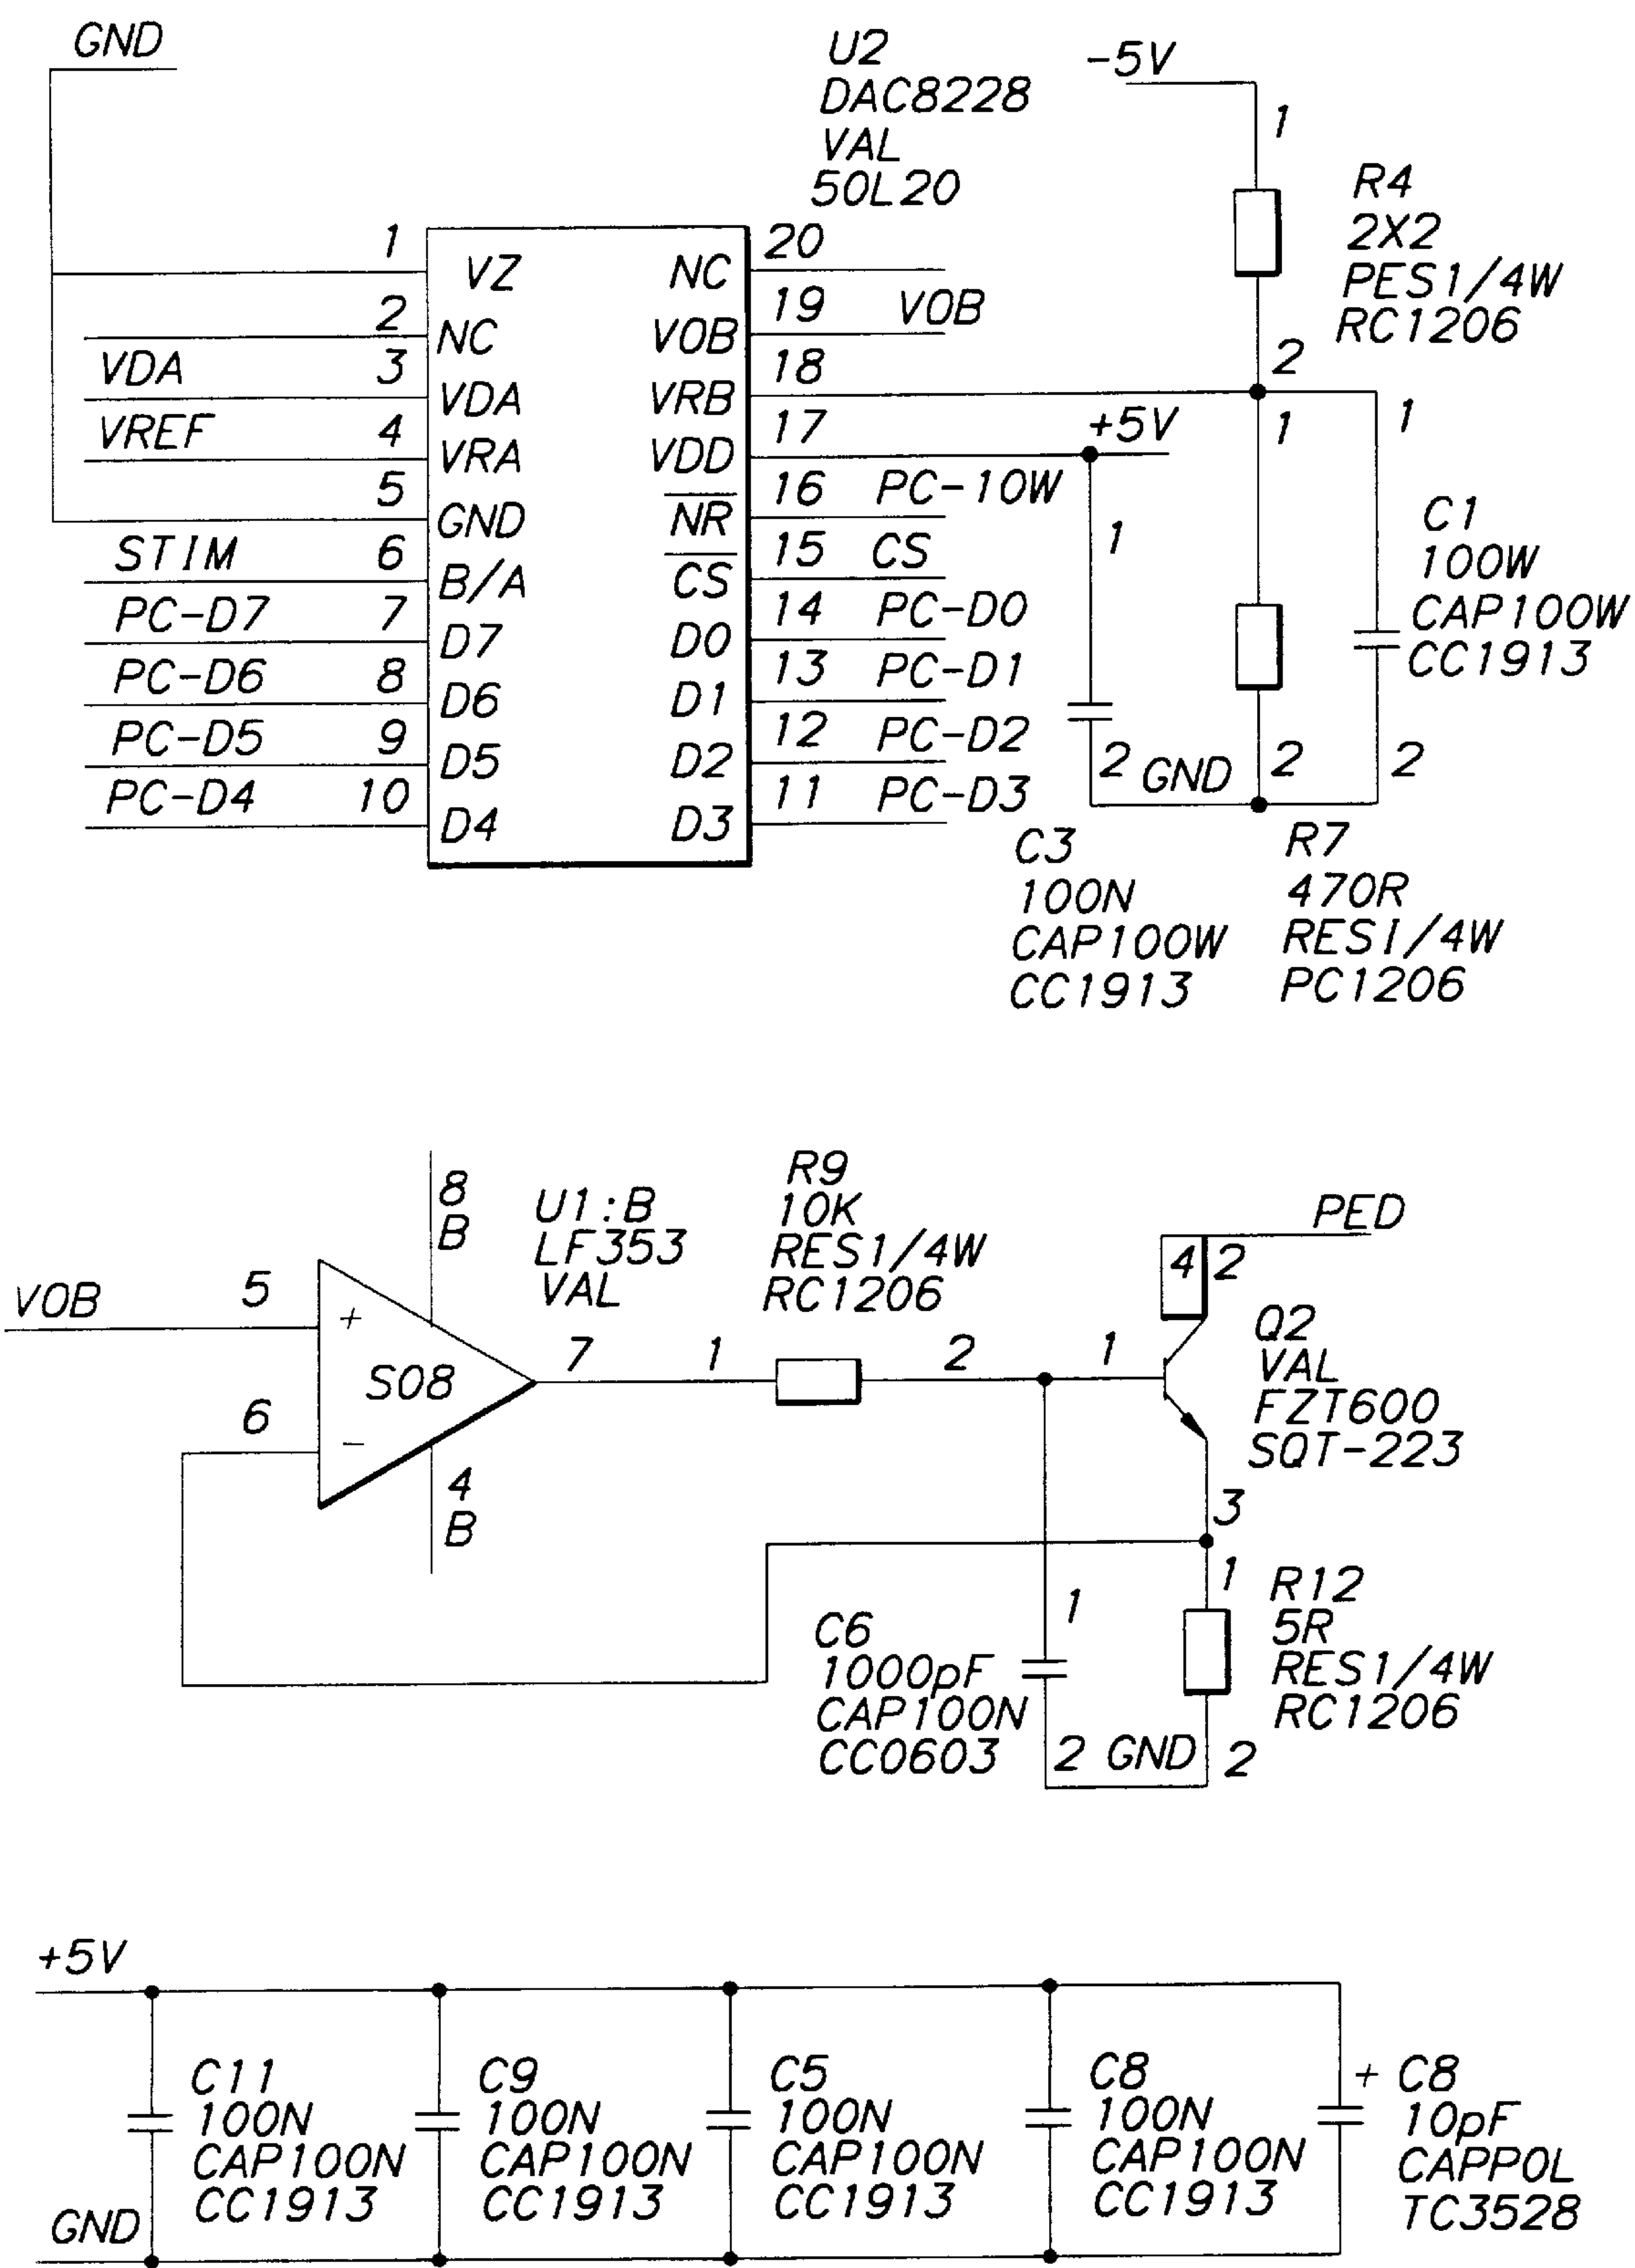 GND
U2
DAC8228
VAL
50L20
-5V
1
R4
2X2
PES1/4W
RC1206
2
1
VZ
NC
20
2
NC
VOB
19
VOB
VDA
3
VDA
VRB
18
VREF
4
VRA
VDD
17
+5V
1
1
5
GND
NR
16
PC-10W
STIM
6
B/A
CS
15
CS
1
C1
100W
CAP100W
CC1913
PC-D7
7
D7
D0
14
PC-D0
PC-D6
8
D6
D1
13
PC-D1
PC-D5
9
D5
D2
12
PC-D2
2
GND
2
2
PC-D4
10
D4
D3
11
PC-D3
C3
100N
CAP100W
CC1913
R7
470R
RESI/4W
PC1206
8
B
U1:B
LF353
VAL
R9
10K
RES1/4W
RC1206
PED
4
2
VOB
5
+
S08
7
1
2
1
Q2
VAL
FZT600
SQT-223
6
-
4
B
3
1
R12
5R
RES1/4W
RC1206
C6
1000pF
CAP100N
CC0603
1
2
GND
2
+5V
C11
100N
CAP100N
CC1913
C9
100N
CAP100N
CC1913
C5
100N
CAP100N
CC1913
C8
100N
CAP100N
CC1913
+
C8
10pF
CAPPOL
TC3528
GND